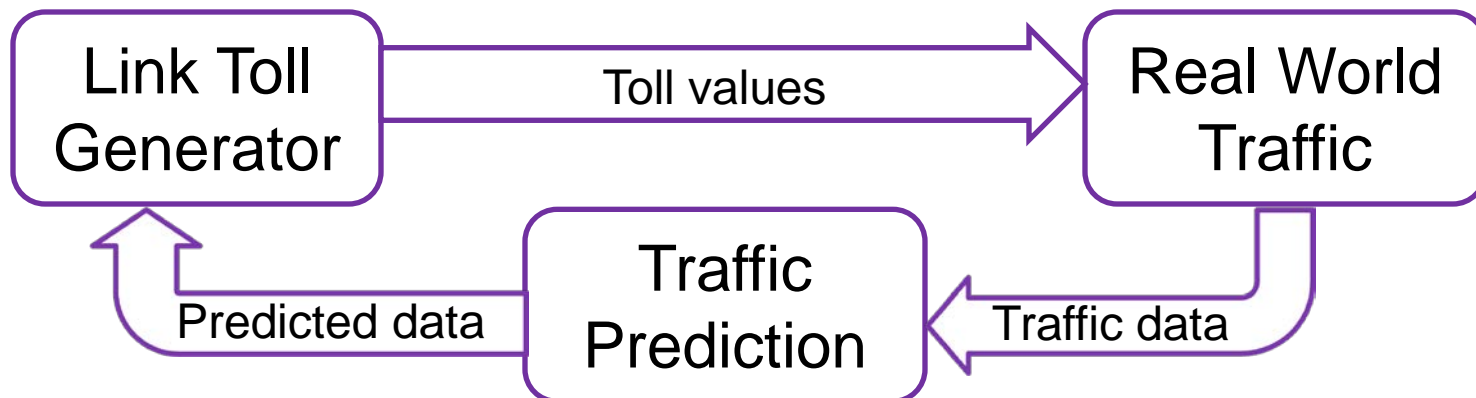 Link Toll
Generator
Toll values
Real World
Traffic
Traffic
Prediction
Predicted data
Traffic data